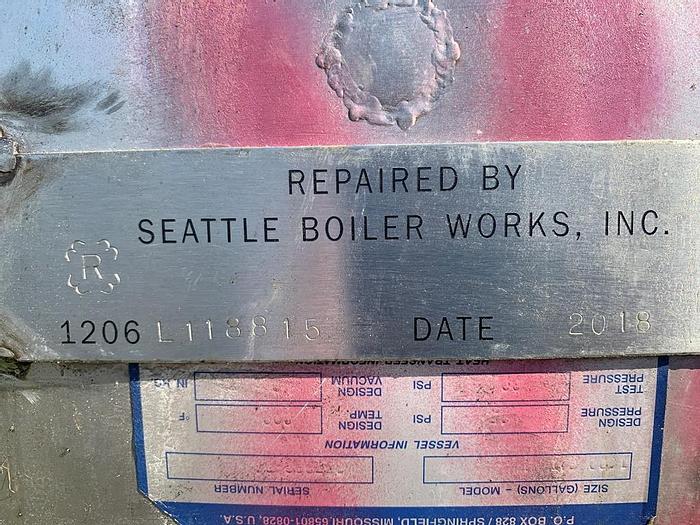 REPAIRED BY
SEATTLE BOILER WORKS, INC.
R
1206 L118815 DATE 2018
P.O. BOX 828 / SPRINGFIELD, MISSOURI 65801-0828, U.S.A.
SIZE (GALLONS) - MODEL SERIAL NUMBER
VESSEL INFORMATION
DESIGN PRESSURE PSI DESIGN TEMP. °F
TEST PRESSURE PSI DESIGN VACUUM IN HG
HEAT TRANSFER INFORMATION